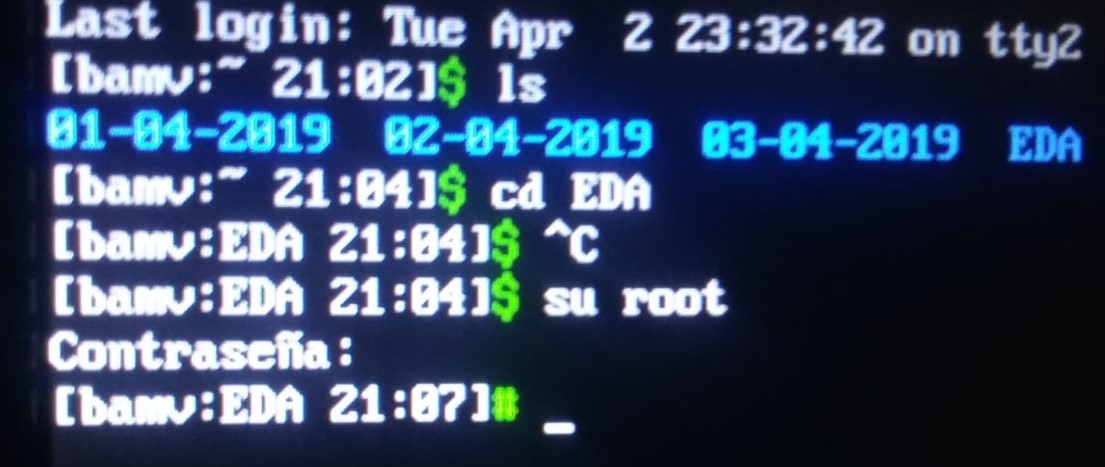 Last login: Tue Apr  2 23:32:42 on tty2
[bamv:~ 21:02]$ ls
01-04-2019  02-04-2019  03-04-2019  EDA
[bamv:~ 21:04]$ cd EDA
[bamv:EDA 21:04]$ ^C
[bamv:EDA 21:04]$ su root
Contraseña:
[bamv:EDA 21:07]# _